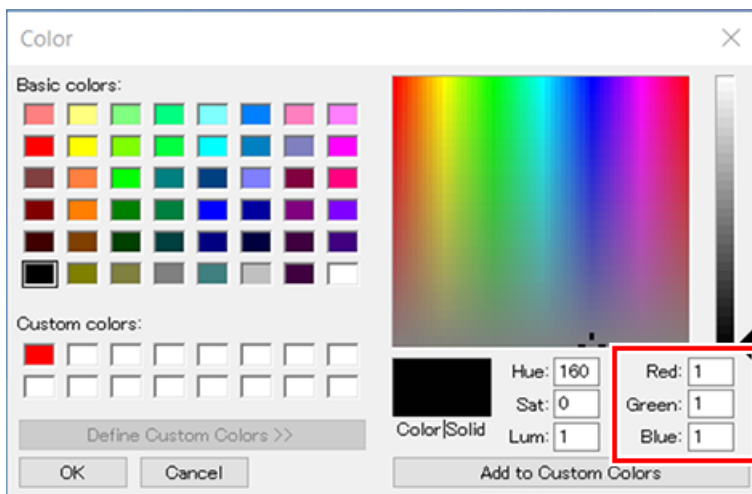 Color
Basic colors:
Custom colors:
Define Custom Colors >>
OK
Cancel
Color|Solid
Hue: 160
Sat: 0
Lum: 1
Red: 1
Green: 1
Blue: 1
Add to Custom Colors